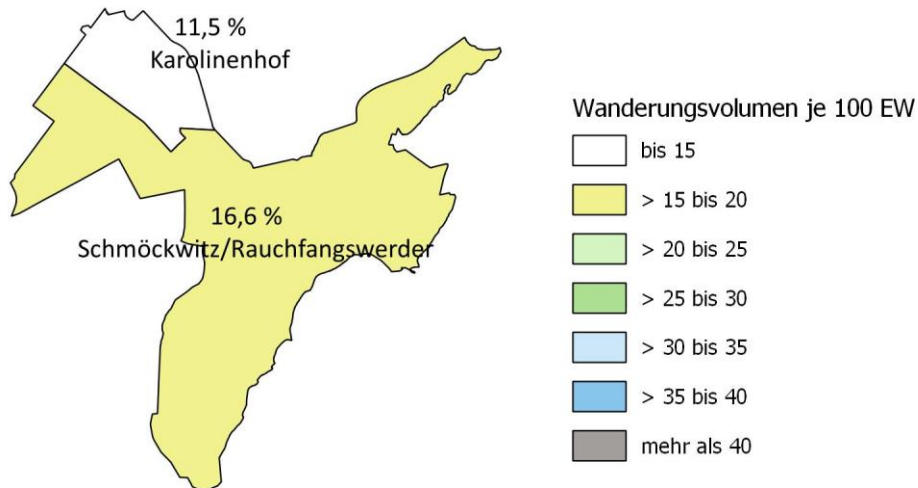 11,5 %
Karolinenhof
16,6 %
Schmöckwitz/Rauchfangswerder
Wanderungsvolumen je 100 EW
bis 15
> 15 bis 20
> 20 bis 25
> 25 bis 30
> 30 bis 35
> 35 bis 40
mehr als 40